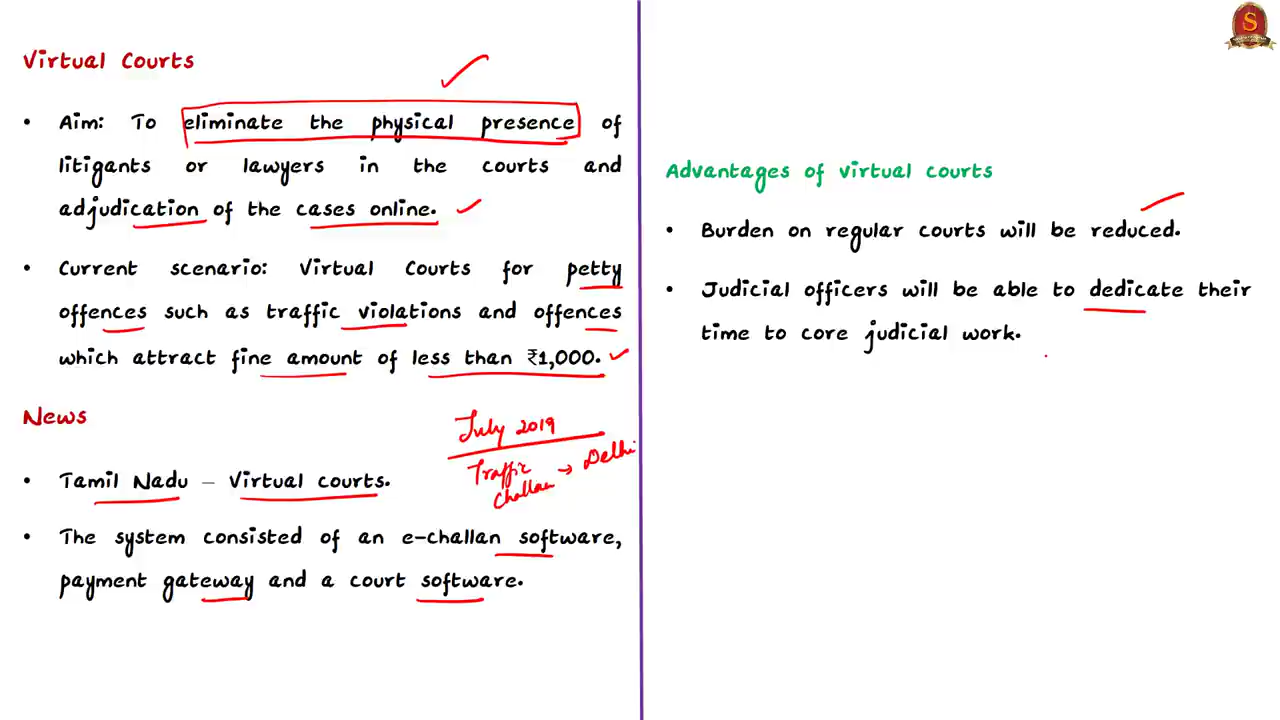 Virtual Courts
• Aim: To eliminate the physical presence of
litigants or lawyers in the courts and
adjudication of the cases online.
• Current scenario: Virtual Courts for petty
offences such as traffic violations and offences
which attract fine amount of less than ₹1,000.
News
July 2019
Traffic
Challan → Delhi
• Tamil Nadu – Virtual courts.
• The system consisted of an e-challan software,
payment gateway and a court software.
Advantages of virtual courts
• Burden on regular courts will be reduced.
• Judicial officers will be able to dedicate their
time to core judicial work.
S